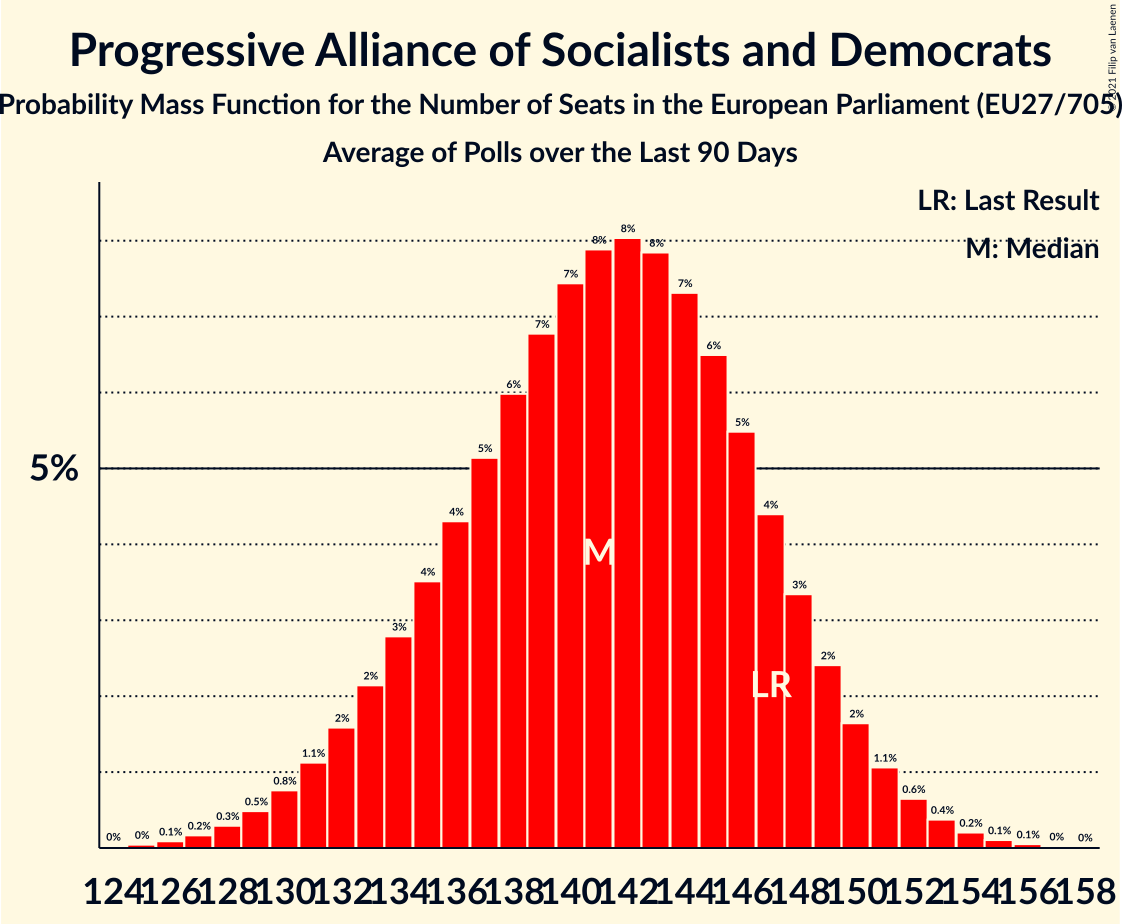 Progressive Alliance of Socialists and Democrats
Probability Mass Function for the Number of Seats in the European Parliament (EU27/705)
Average of Polls over the Last 90 Days
© 2021 Filip van Laenen
LR: Last Result
M: Median
5%
0% 0% 0.1% 0.2% 0.3% 0.5% 0.8% 1.1% 2% 2% 3% 4% 4% 5% 6% 7% 7% 8% 8% 8% 7% 6% 5% 4% 3% 2% 2% 1.1% 0.6% 0.4% 0.2% 0.1% 0.1% 0% 0%
M
LR
124 126 128 130 132 134 136 138 140 142 144 146 148 150 152 154 156 158